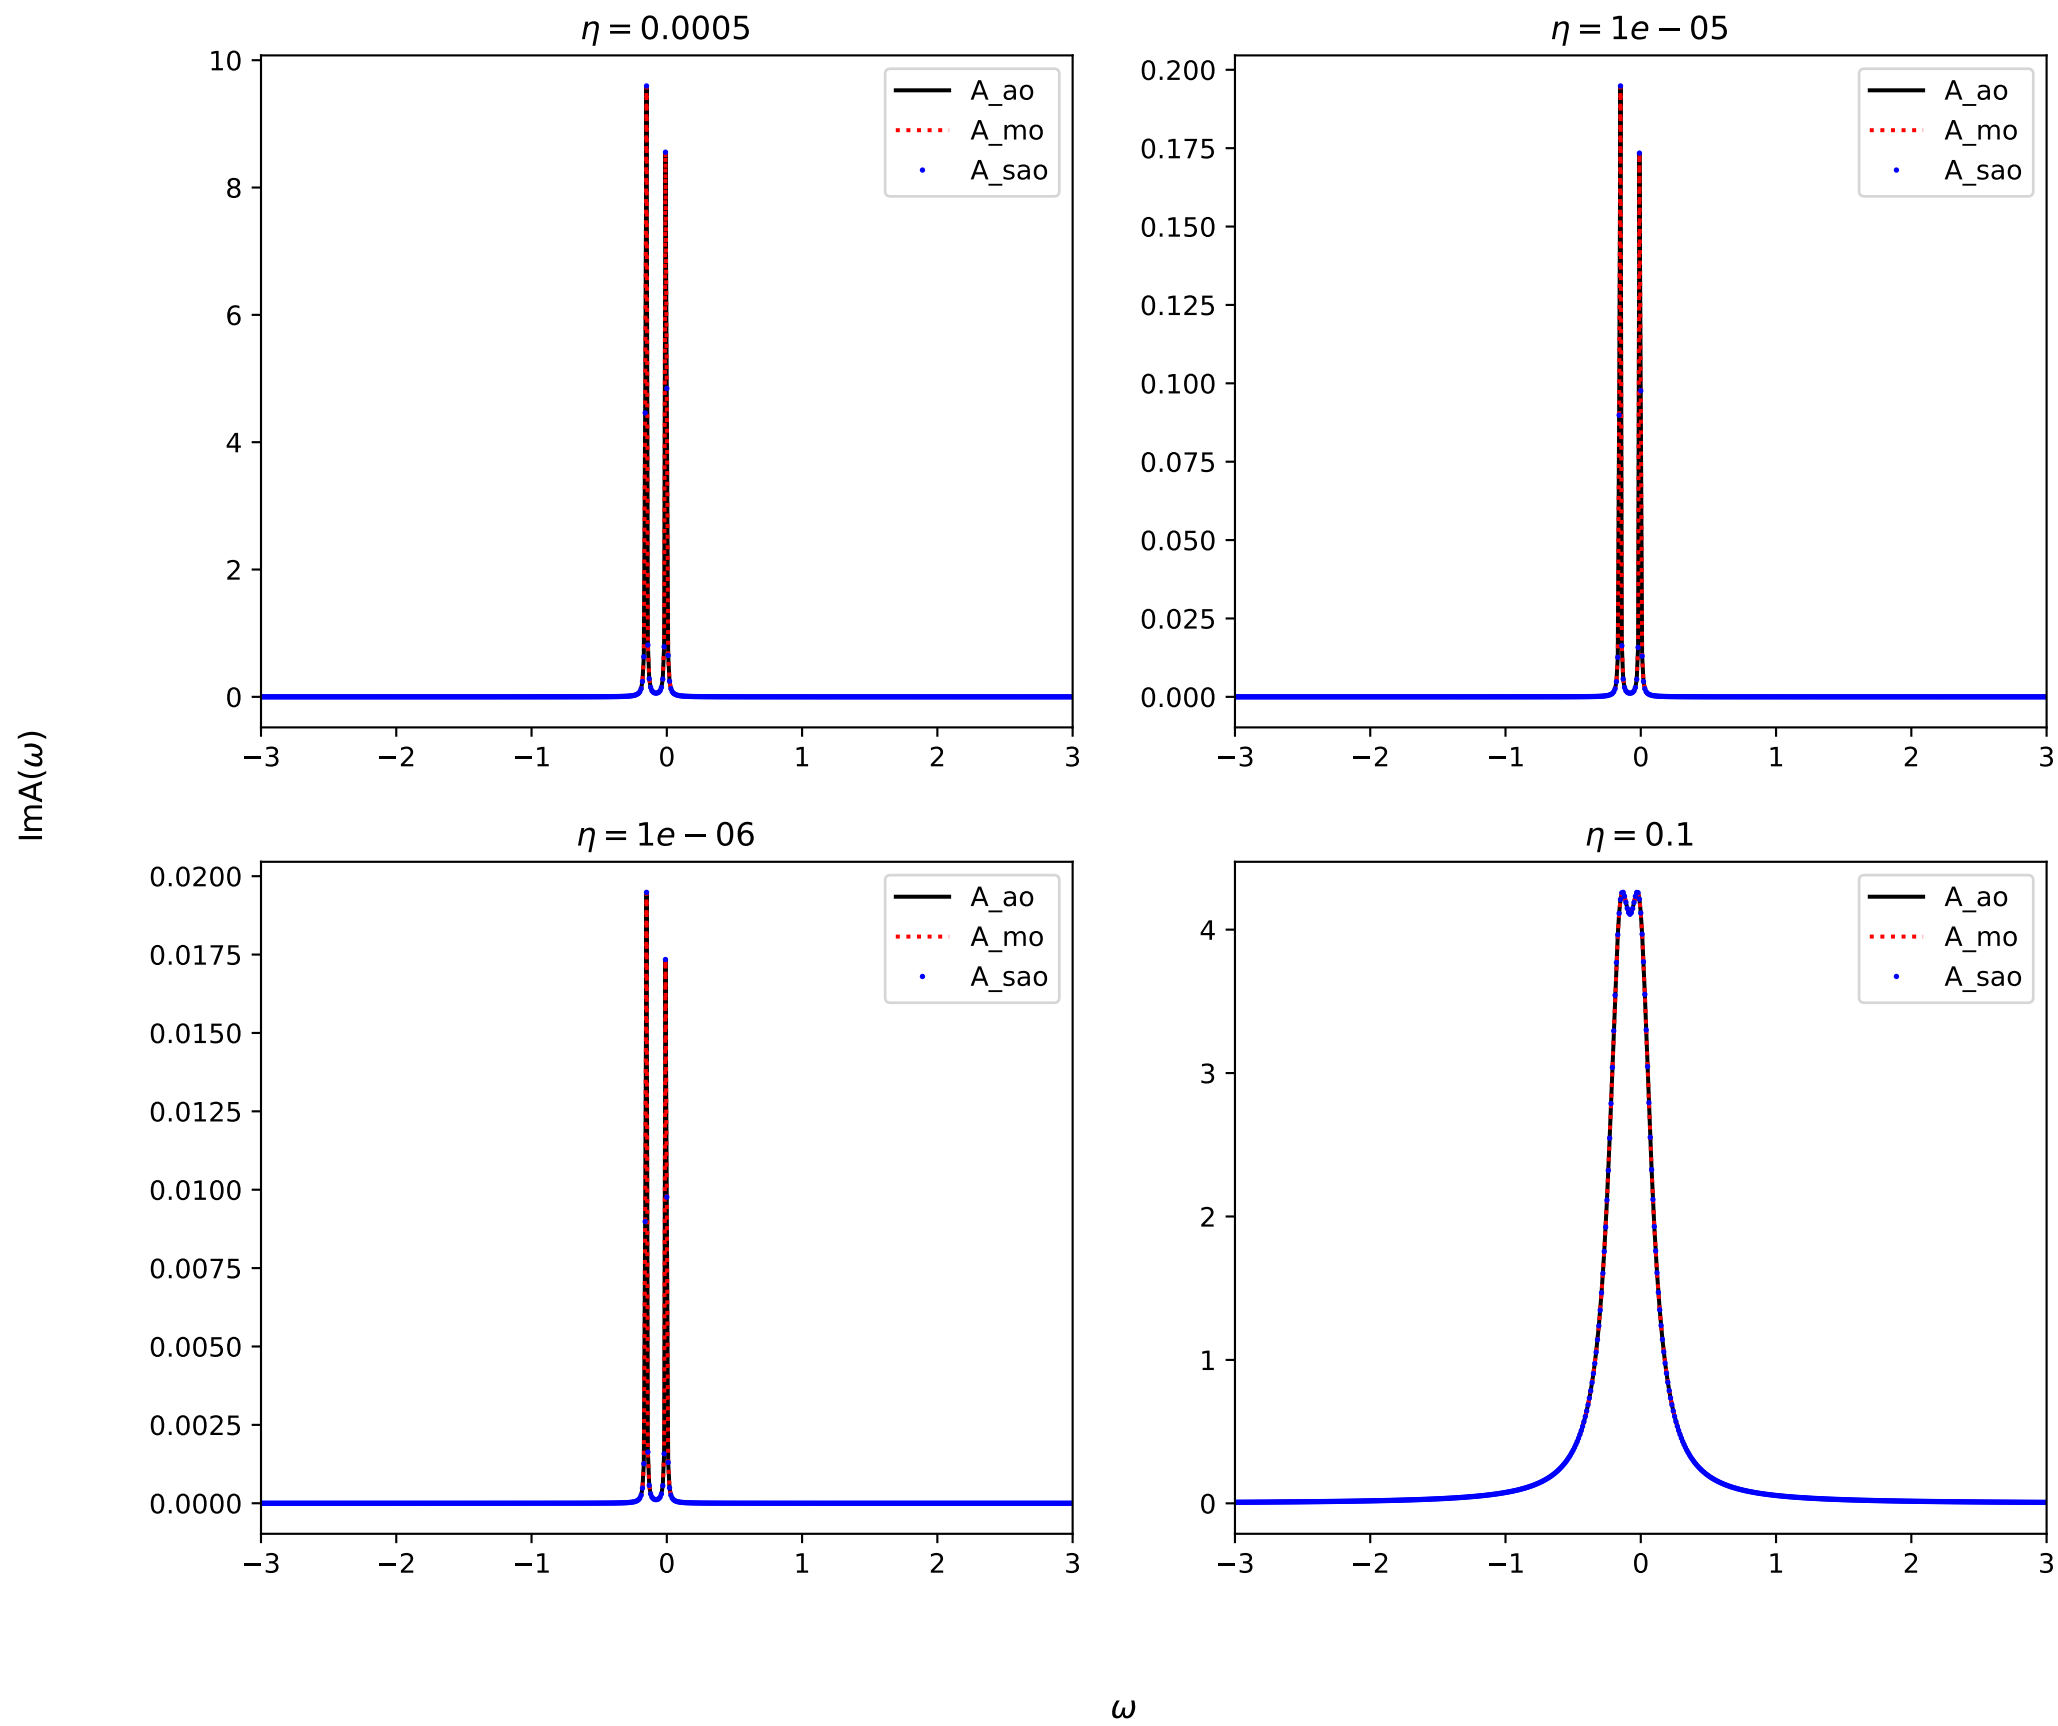 η = 0.0005
10
8
6
4
2
0
−3 −2 −1 0 1 2 3
A_ao
A_mo
A_sao
η = 1e − 05
0.200
0.175
0.150
0.125
0.100
0.075
0.050
0.025
0.000
−3 −2 −1 0 1 2 3
A_ao
A_mo
A_sao
ImA(ω)
η = 1e − 06
0.0200
0.0175
0.0150
0.0125
0.0100
0.0075
0.0050
0.0025
0.0000
−3 −2 −1 0 1 2 3
A_ao
A_mo
A_sao
η = 0.1
4
3
2
1
0
−3 −2 −1 0 1 2 3
A_ao
A_mo
A_sao
ω